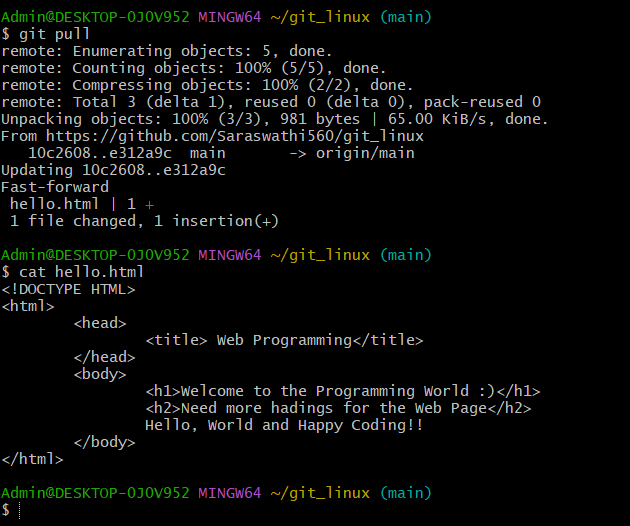 Admin@DESKTOP-0JOV952 MINGW64 ~/git_linux (main)
$ git pull
remote: Enumerating objects: 5, done.
remote: Counting objects: 100% (5/5), done.
remote: Compressing objects: 100% (2/2), done.
remote: Total 3 (delta 1), reused 0 (delta 0), pack-reused 0
Unpacking objects: 100% (3/3), 981 bytes | 65.00 KiB/s, done.
From https://github.com/Saraswathi560/git_linux
   10c2608..e312a9c  main       -> origin/main
Updating 10c2608..e312a9c
Fast-forward
 hello.html | 1 +
 1 file changed, 1 insertion(+)
Admin@DESKTOP-0JOV952 MINGW64 ~/git_linux (main)
$ cat hello.html
<!DOCTYPE HTML>
<html>
        <head>
                <title> Web Programming</title>
        </head>
        <body>
                <h1>Welcome to the Programming World :)</h1>
                <h2>Need more hadings for the Web Page</h2>
                Hello, World and Happy Coding!!
        </body>
</html>
Admin@DESKTOP-0JOV952 MINGW64 ~/git_linux (main)
$